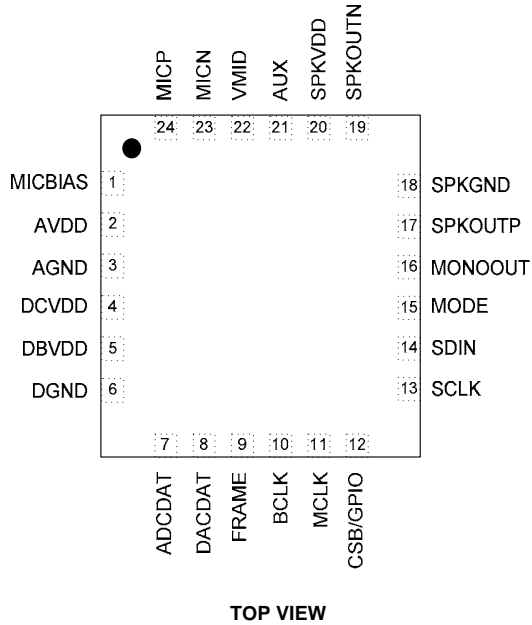 MICP MICN VMID AUX SPKVDD SPKOUTN
24 23 22 21 20 19
MICBIAS 1
AVDD 2
AGND 3
DCVDD 4
DBVDD 5
DGND 6
18 SPKGND
17 SPKOUTP
16 MONOOUT
15 MODE
14 SDIN
13 SCLK
7 8 9 10 11 12
ADCDAT DACDAT FRAME BCLK MCLK CSB/GPIO
TOP VIEW